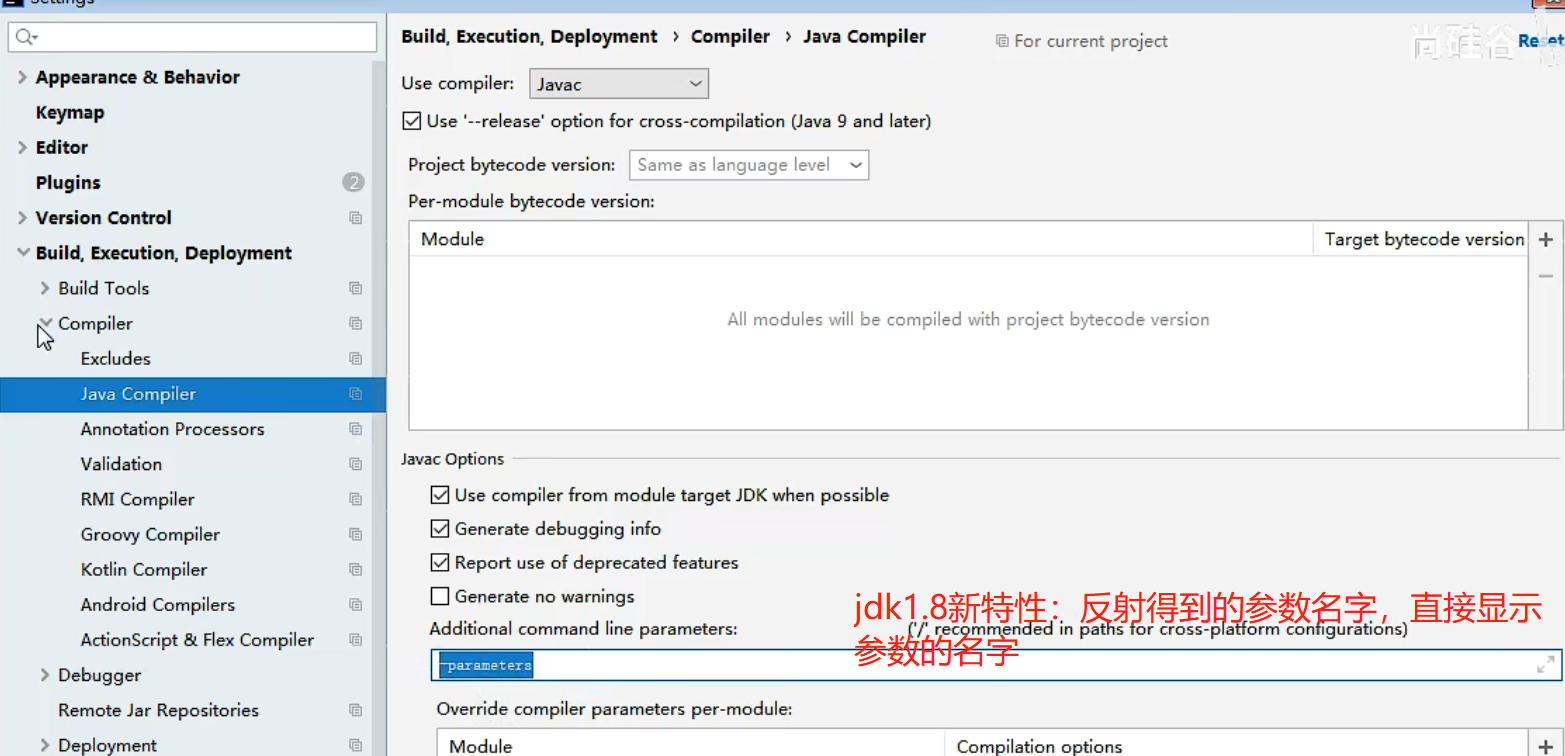 Settings
Appearance & Behavior
Keymap
Editor
Plugins 2
Version Control
Build, Execution, Deployment
Build Tools
Compiler
Excludes
Java Compiler
Annotation Processors
Validation
RMI Compiler
Groovy Compiler
Kotlin Compiler
Android Compilers
ActionScript & Flex Compiler
Debugger
Remote Jar Repositories
Deployment
Build, Execution, Deployment › Compiler › Java Compiler
For current project
尚硅谷
Reset
Use compiler: Javac
Use '--release' option for cross-compilation (Java 9 and later)
Project bytecode version: Same as language level
Per-module bytecode version:
Module Target bytecode version
All modules will be compiled with project bytecode version
Javac Options
Use compiler from module target JDK when possible
Generate debugging info
Report use of deprecated features
Generate no warnings
jdk1.8新特性：反射得到的参数名字，直接显示
参数的名字
Additional command line parameters: ('/' recommended in paths for cross-platform configurations)
-parameters
Override compiler parameters per-module:
Module Compilation options